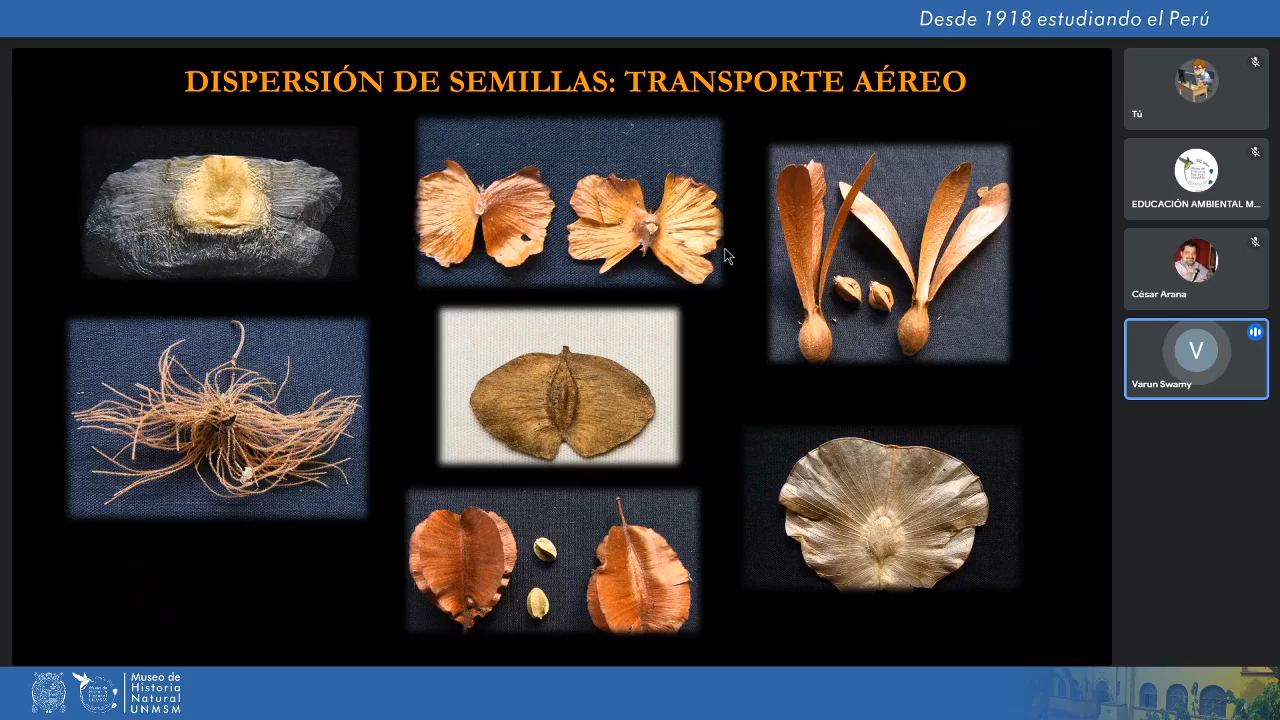 Desde 1918 estudiando el Perú
DISPERSIÓN DE SEMILLAS: TRANSPORTE AÉREO
Tú
EDUCACIÓN AMBIENTAL M...
César Arana
V
Varun Swamy
Museo de
Historia
Natural
UNMSM